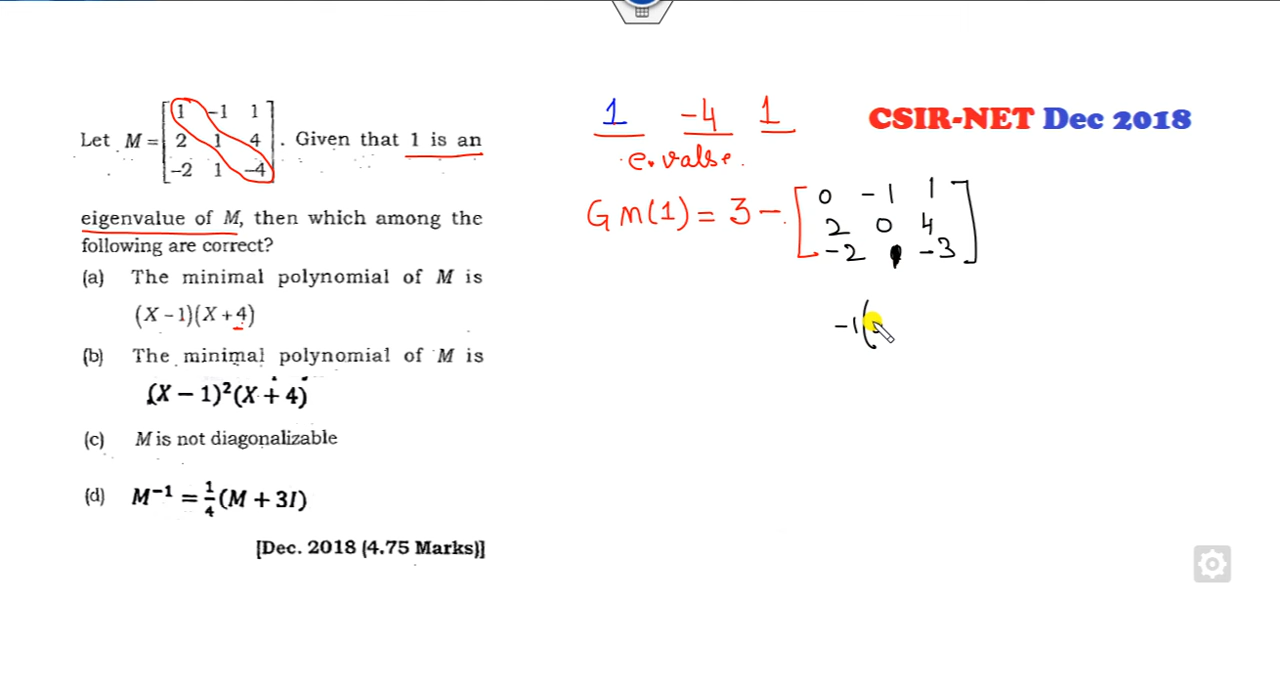 Let M = [1 -1 1
2 1 4
-2 1 -4]. Given that 1 is an
eigenvalue of M, then which among the
following are correct?
(a) The minimal polynomial of M is
(X – 1)(X + 4)
(b) The minimal polynomial of M is
(X – 1)²(X + 4)
(c) M is not diagonalizable
(d) M⁻¹ = 1/4 (M + 3I)
[Dec. 2018 (4.75 Marks)]
1 -4 1
e. valse.
CSIR-NET Dec 2018
GM(1) = 3 - [0 -1 1
2 0 4
-2 -3]
-1(